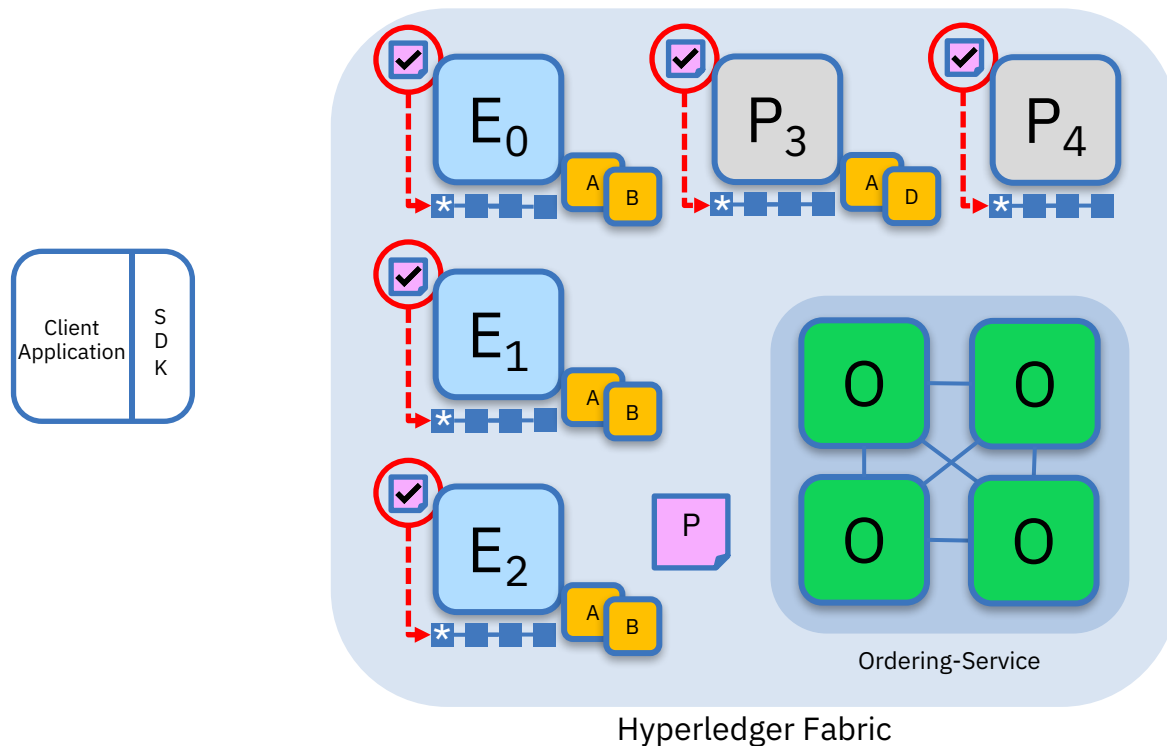 E0
P3
P4
A
B
A
D
*
*
*
E1
A
B
*
Client
Application
S
D
K
O
O
E2
P
O
O
A
B
*
Ordering-Service
Hyperledger Fabric